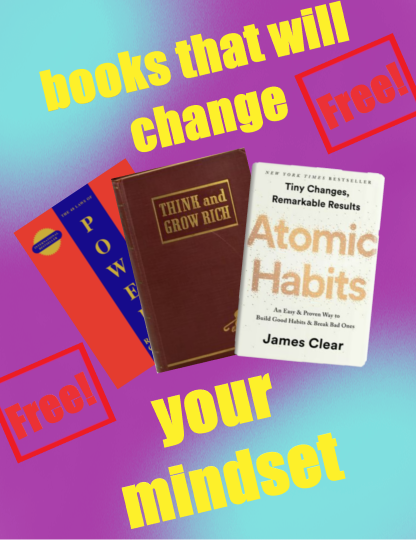 books that will
change
Free!
THE 48 LAWS OF
POWE
THINK and
GROW RICH
NEW YORK TIMES BESTSELLER
Tiny Changes,
Remarkable Results
Atomic
Habits
An Easy & Proven Way to
Build Good Habits & Break Bad Ones
James Clear
Free!
your
mindset